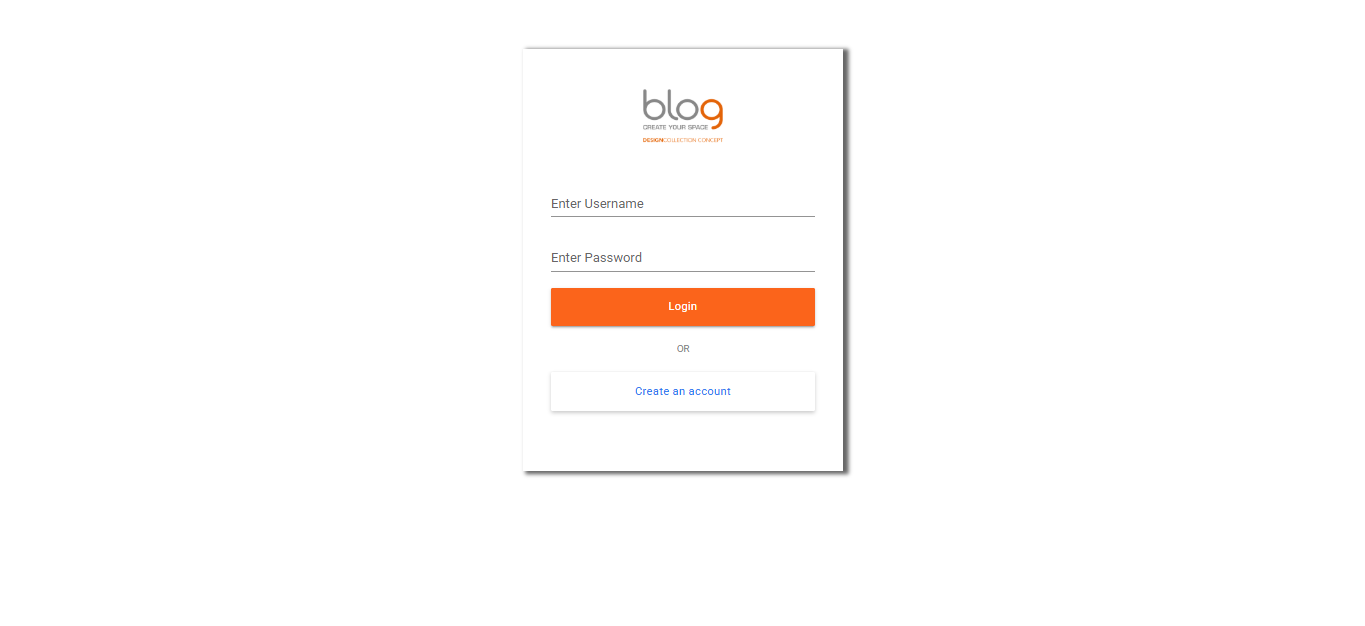 blog
CREATE YOUR SPACE
DESIGNCOLLECTION CONCEPT
Enter Username
Enter Password
Login
OR
Create an account